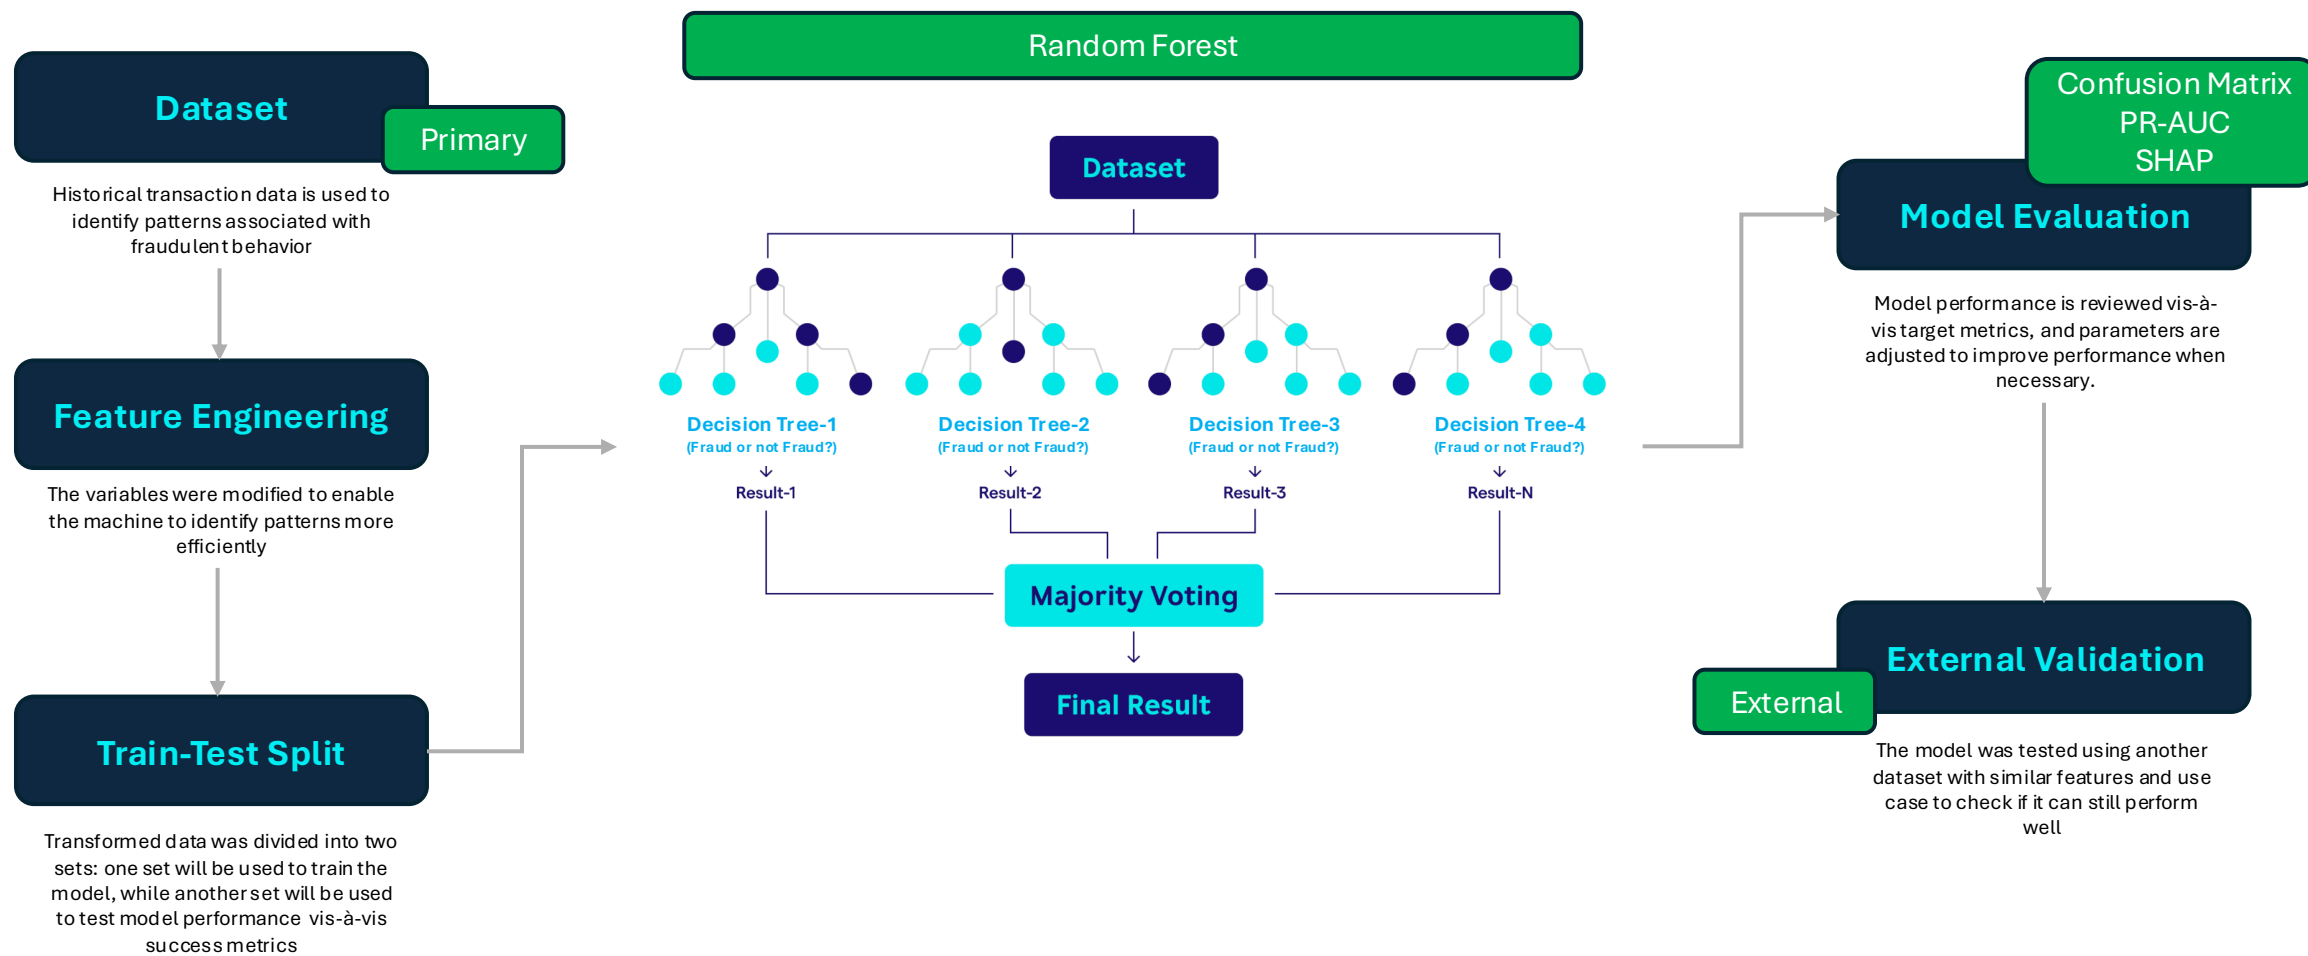 Dataset
Primary
Historical transaction data is used to
identify patterns associated with
fraudulent behavior
Feature Engineering
The variables were modified to enable
the machine to identify patterns more
efficiently
Train-Test Split
Transformed data was divided into two
sets: one set will be used to train the
model, while another set will be used
to test model performance vis-à-vis
success metrics
Random Forest
Dataset
Decision Tree-1
(Fraud or not Fraud?)
Result-1
Decision Tree-2
(Fraud or not Fraud?)
Result-2
Decision Tree-3
(Fraud or not Fraud?)
Result-3
Decision Tree-4
(Fraud or not Fraud?)
Result-N
Majority Voting
Final Result
Confusion Matrix
PR-AUC
SHAP
Model Evaluation
Model performance is reviewed vis-à-
vis target metrics, and parameters are
adjusted to improve performance when
necessary.
External Validation
External
The model was tested using another
dataset with similar features and use
case to check if it can still perform
well